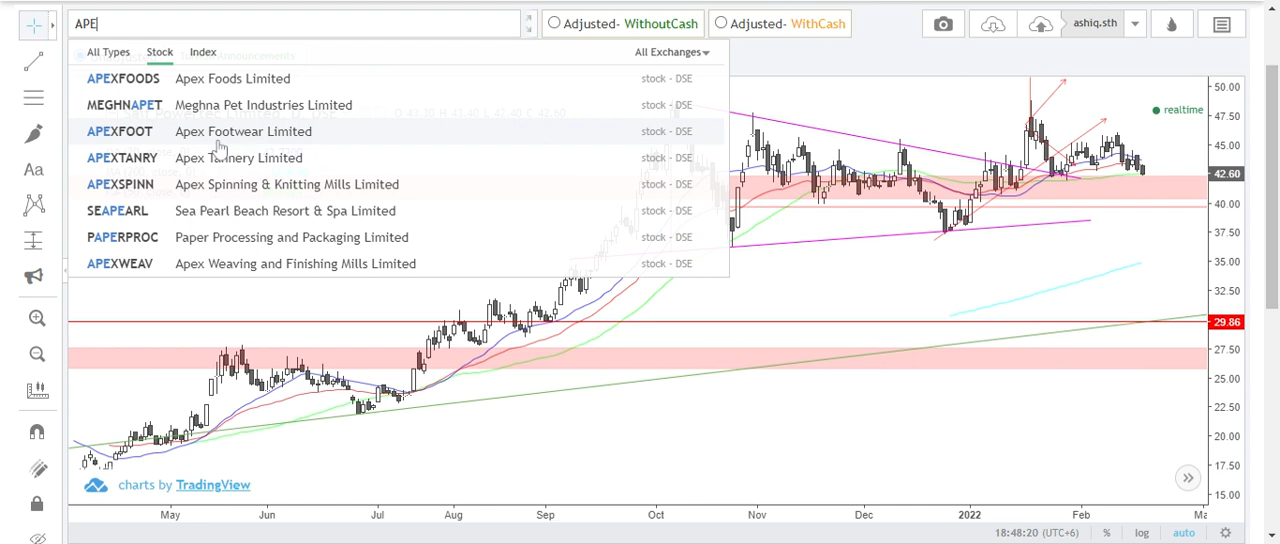 APE
Adjusted- WithoutCash
Adjusted- WithCash
ashiq.sth
All Types Stock Index All Exchanges
APEXFOODS Apex Foods Limited stock - DSE
MEGHNAPET Meghna Pet Industries Limited stock - DSE
APEXFOOT Apex Footwear Limited stock - DSE
APEXTANRY Apex Tannery Limited stock - DSE
APEXSPINN Apex Spinning & Knitting Mills Limited stock - DSE
SEAPEARL Sea Pearl Beach Resort & Spa Limited stock - DSE
PAPERPROC Paper Processing and Packaging Limited stock - DSE
APEXWEAV Apex Weaving and Finishing Mills Limited stock - DSE
Aa
realtime
50.00
47.50
45.00
42.60
40.00
37.50
35.00
32.50
29.86
27.50
25.00
22.50
20.00
17.50
15.00
charts by TradingView
May Jun Jul Aug Sep Oct Nov Dec 2022 Feb
18:48:20 (UTC+6) % log auto